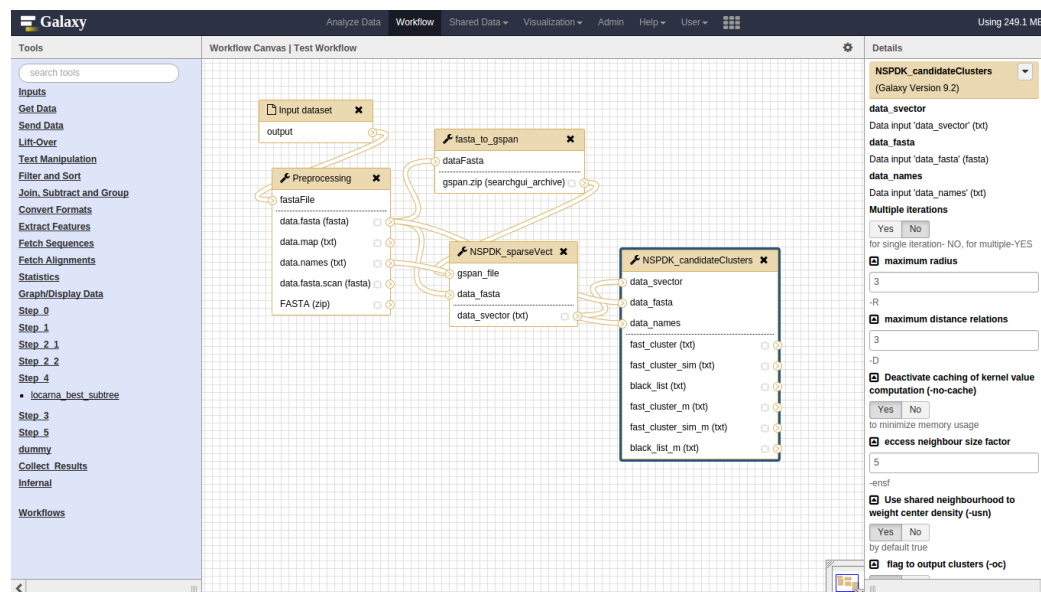 Galaxy
Analyze Data Workflow Shared Data Visualization Admin Help User
Using 249.1 MB
Tools
search tools
Inputs
Get Data
Send Data
Lift-Over
Text Manipulation
Filter and Sort
Join, Subtract and Group
Convert Formats
Extract Features
Fetch Sequences
Fetch Alignments
Statistics
Graph/Display Data
Step_0
Step_1
Step_2_1
Step_2_2
Step_4
locarna_best_subtree
Step_3
Step_5
dummy
Collect_Results
Infernal
Workflows
Workflow Canvas | Test Workflow
Input dataset
output
Preprocessing
fastaFile
data.fasta (fasta)
data.map (txt)
data.names (txt)
data.fasta.scan (fasta)
FASTA (zip)
fasta_to_gspan
dataFasta
gspan.zip (searchgui_archive)
NSPDK_sparseVect
gspan_file
data_fasta
data_svector (txt)
NSPDK_candidateClusters
data_svector
data_fasta
data_names
fast_cluster (txt)
fast_cluster_sim (txt)
black_list (txt)
fast_cluster_m (txt)
fast_cluster_sim_m (txt)
black_list_m (txt)
Details
NSPDK_candidateClusters
(Galaxy Version 9.2)
data_svector
Data input 'data_svector' (txt)
data_fasta
Data input 'data_fasta' (fasta)
data_names
Data input 'data_names' (txt)
Multiple iterations
Yes No
for single iteration- NO, for multiple-YES
maximum radius
3
-R
maximum distance relations
3
-D
Deactivate caching of kernel value
computation (-no-cache)
Yes No
to minimize memory usage
eccess neighbour size factor
5
-ensf
Use shared neighbourhood to
weight center density (-usn)
Yes No
by default true
flag to output clusters (-oc)